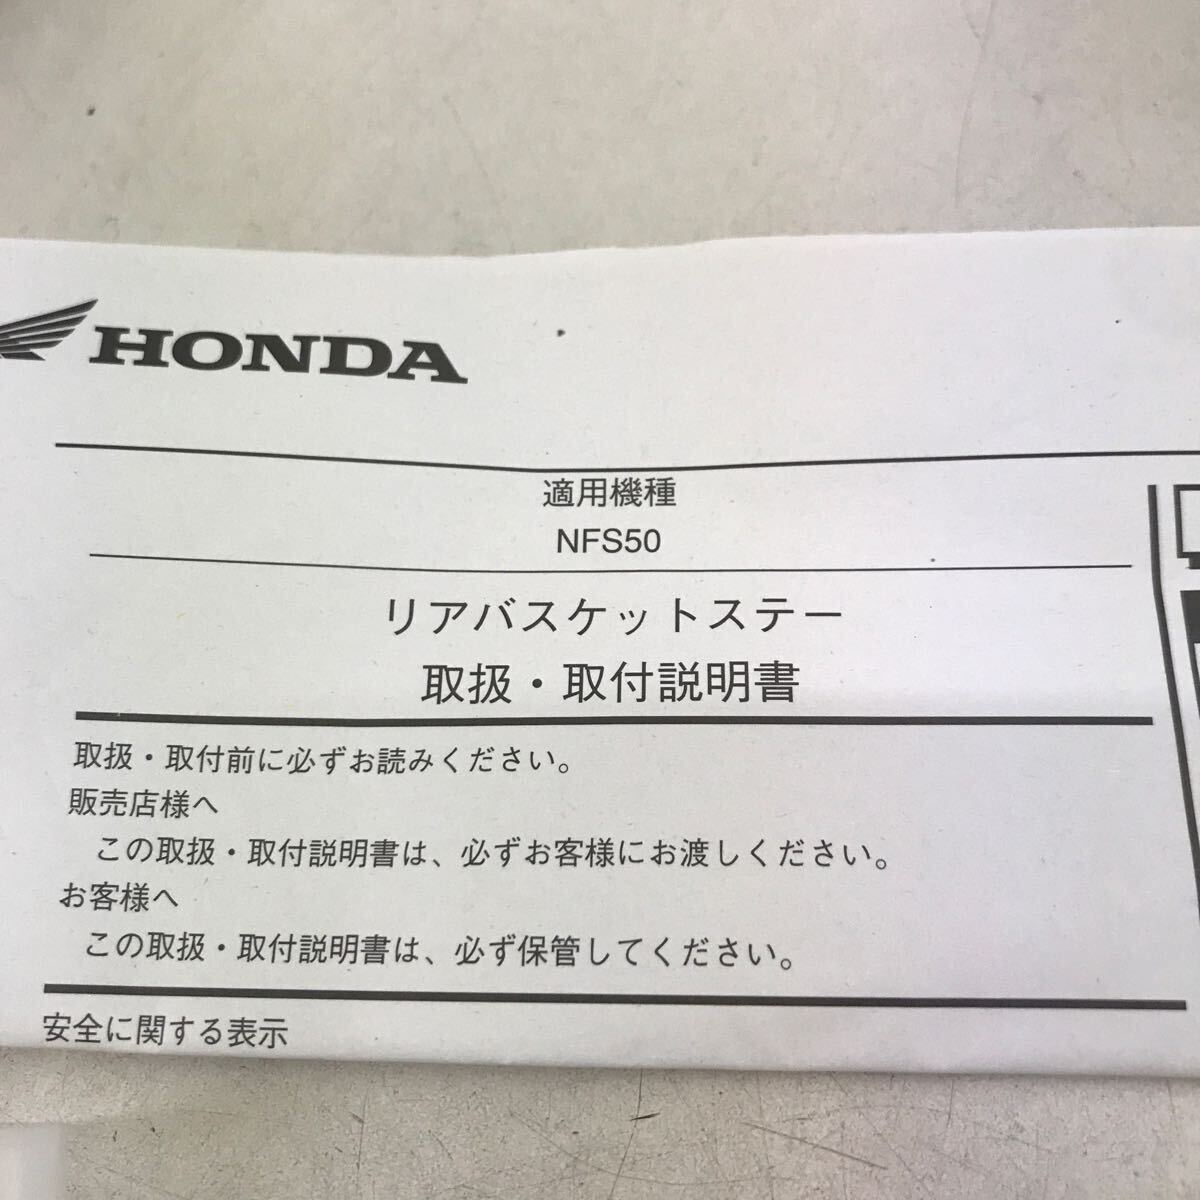 HONDA
適用機種
NFS50
リアバスケットステー
取扱・取付説明書
取扱・取付前に必ずお読みください。
販売店様へ
この取扱・取付説明書は、必ずお客様にお渡しください。
お客様へ
この取扱・取付説明書は、必ず保管してください。
安全に関する表示